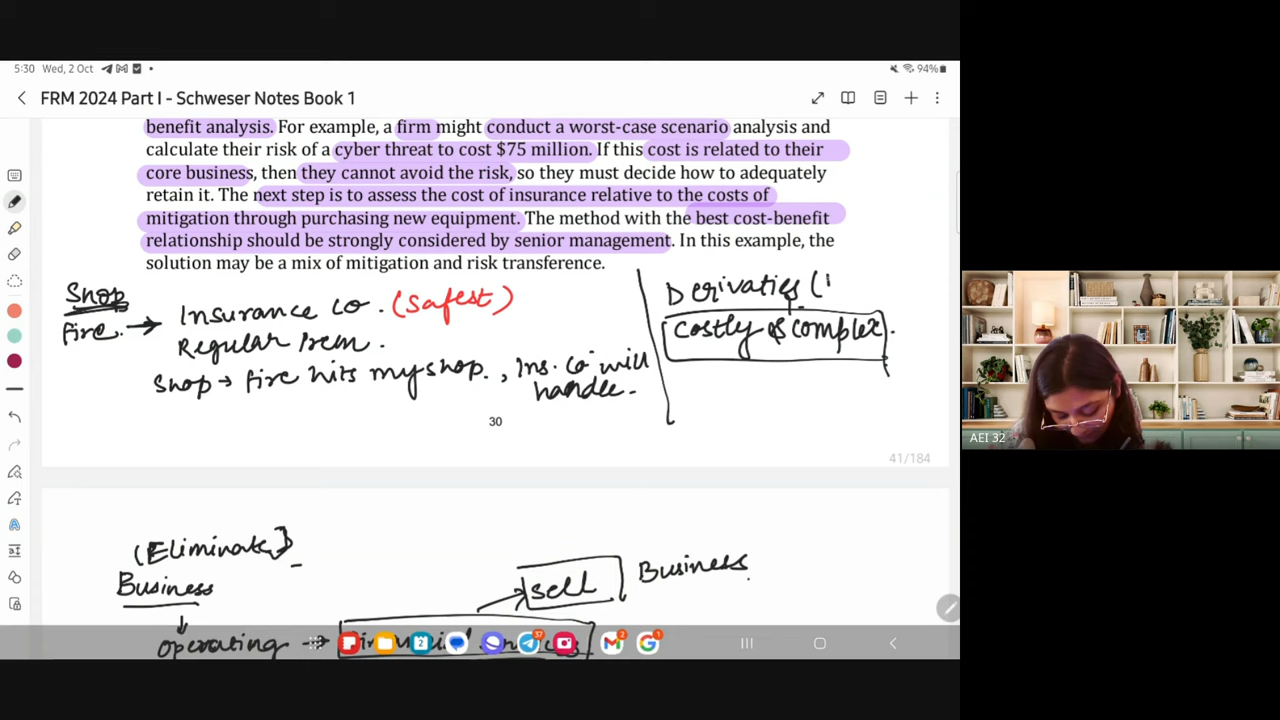 5:30 Wed, 2 Oct
94%
FRM 2024 Part I - Schweser Notes Book 1
benefit analysis. For example, a firm might conduct a worst-case scenario analysis and
calculate their risk of a cyber threat to cost $75 million. If this cost is related to their
core business, then they cannot avoid the risk, so they must decide how to adequately
retain it. The next step is to assess the cost of insurance relative to the costs of
mitigation through purchasing new equipment. The method with the best cost-benefit
relationship should be strongly considered by senior management. In this example, the
solution may be a mix of mitigation and risk transference.
Shop
fire. → Insurance Co. (Safest)
Regular Prem.
Shop → fire hits my shop., Ins. Co will
handle.
Derivaties (
Costly & complex.
30
41/184
(Eliminate)
Business
operating →
sell Business
37
2
2
1
AEI 32